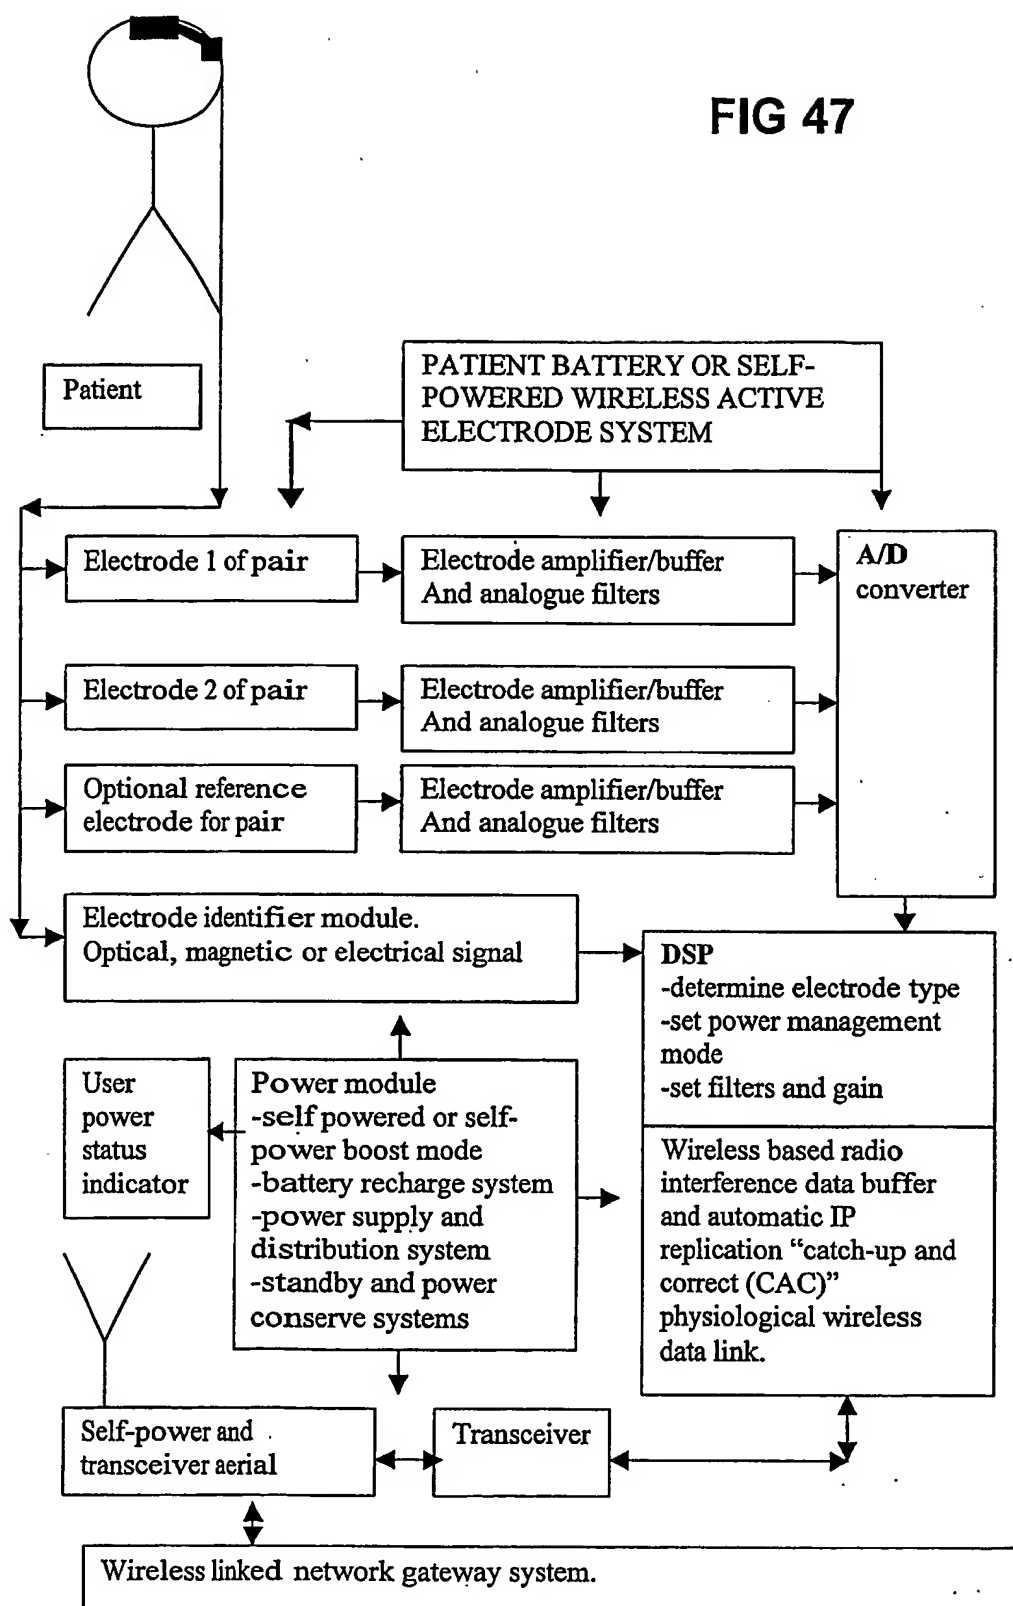 FIG 47
Patient
PATIENT BATTERY OR SELF-
POWERED WIRELESS ACTIVE
ELECTRODE SYSTEM
Electrode 1 of pair
Electrode amplifier/buffer
And analogue filters
A/D
converter
Electrode 2 of pair
Electrode amplifier/buffer
And analogue filters
Optional reference
electrode for pair
Electrode amplifier/buffer
And analogue filters
Electrode identifier module.
Optical, magnetic or electrical signal
DSP
-determine electrode type
-set power management
mode
-set filters and gain
User
power
status
indicator
Power module
-self powered or self-
power boost mode
-battery recharge system
-power supply and
distribution system
-standby and power
conserve systems
Wireless based radio
interference data buffer
and automatic IP
replication “catch-up and
correct (CAC)”
physiological wireless
data link.
Self-power and
transceiver aerial
Transceiver
Wireless linked network gateway system.